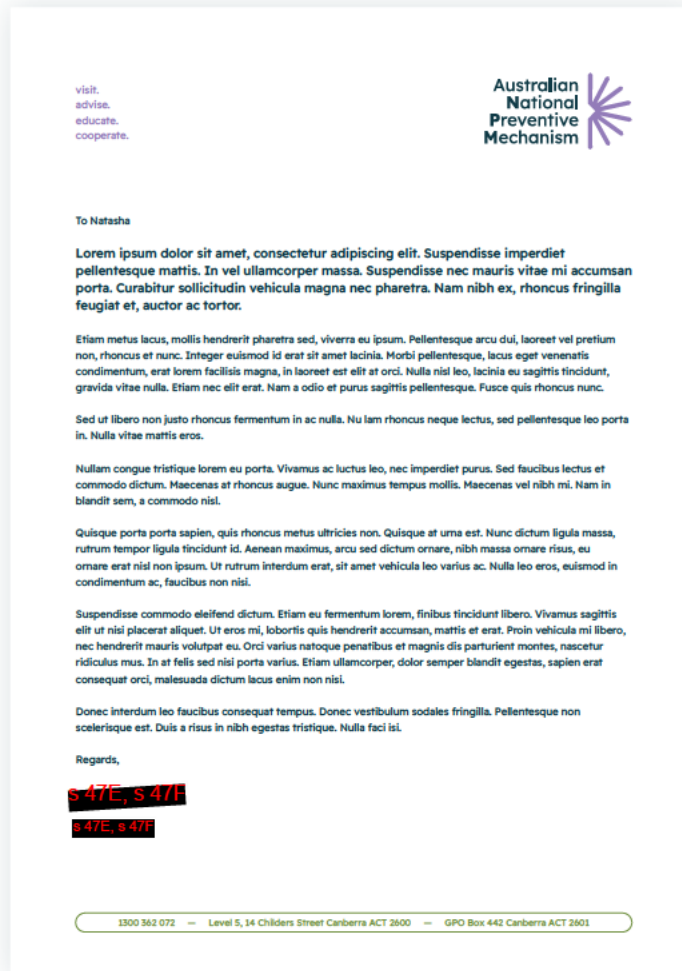 visit.
advise.
educate.
cooperate.
Australian
National
Preventive
Mechanism
To Natasha
Lorem ipsum dolor sit amet, consectetur adipiscing elit. Suspendisse imperdiet
pellentesque mattis. In vel ullamcorper massa. Suspendisse nec mauris vitae mi accumsan
porta. Curabitur sollicitudin vehicula magna nec pharetra. Nam nibh ex, rhoncus fringilla
feugiat et, auctor ac tortor.
Etiam metus lacus, mollis hendrerit pharetra sed, viverra eu ipsum. Pellentesque arcu dui, laoreet vel pretium
non, rhoncus et nunc. Integer euismod id erat sit amet lacinia. Morbi pellentesque, lacus eget venenatis
condimentum, erat lorem facilisis magna, in laoreet est elit at orci. Nulla nisl leo, lacinia eu sagittis tincidunt,
gravida vitae nulla. Etiam nec elit erat. Nam a odio et purus sagittis pellentesque. Fusce quis rhoncus nunc.
Sed ut libero non justo rhoncus fermentum in ac nulla. Nu lam rhoncus neque lectus, sed pellentesque leo porta
in. Nulla vitae mattis eros.
Nullam congue tristique lorem eu porta. Vivamus ac luctus leo, nec imperdiet purus. Sed faucibus lectus et
commodo dictum. Maecenas at rhoncus augue. Nunc maximus tempus mollis. Maecenas vel nibh mi. Nam in
blandit sem, a commodo nisl.
Quisque porta porta sapien, quis rhoncus metus ultricies non. Quisque at urna est. Nunc dictum ligula massa,
rutrum tempor ligula tincidunt id. Aenean maximus, arcu sed dictum ornare, nibh massa ornare risus, eu
ornare erat nisl non ipsum. Ut rutrum interdum erat, sit amet vehicula leo varius ac. Nulla leo eros, euismod in
condimentum ac, faucibus non nisi.
Suspendisse commodo eleifend dictum. Etiam eu fermentum lorem, finibus tincidunt libero. Vivamus sagittis
elit ut nisi placerat aliquet. Ut eros mi, lobortis quis hendrerit accumsan, mattis et erat. Proin vehicula mi libero,
nec hendrerit mauris volutpat eu. Orci varius natoque penatibus et magnis dis parturient montes, nascetur
ridiculus mus. In at felis sed nisi porta varius. Etiam ullamcorper, dolor semper blandit egestas, sapien erat
consequat orci, malesuada dictum lacus enim non nisi.
Donec interdum leo faucibus consequat tempus. Donec vestibulum sodales fringilla. Pellentesque non
scelerisque est. Duis a risus in nibh egestas tristique. Nulla faci isi.
Regards,
s 47E, s 47F
s 47E, s 47F
1300 362 072 — Level 5, 14 Childers Street Canberra ACT 2600 — GPO Box 442 Canberra ACT 2601